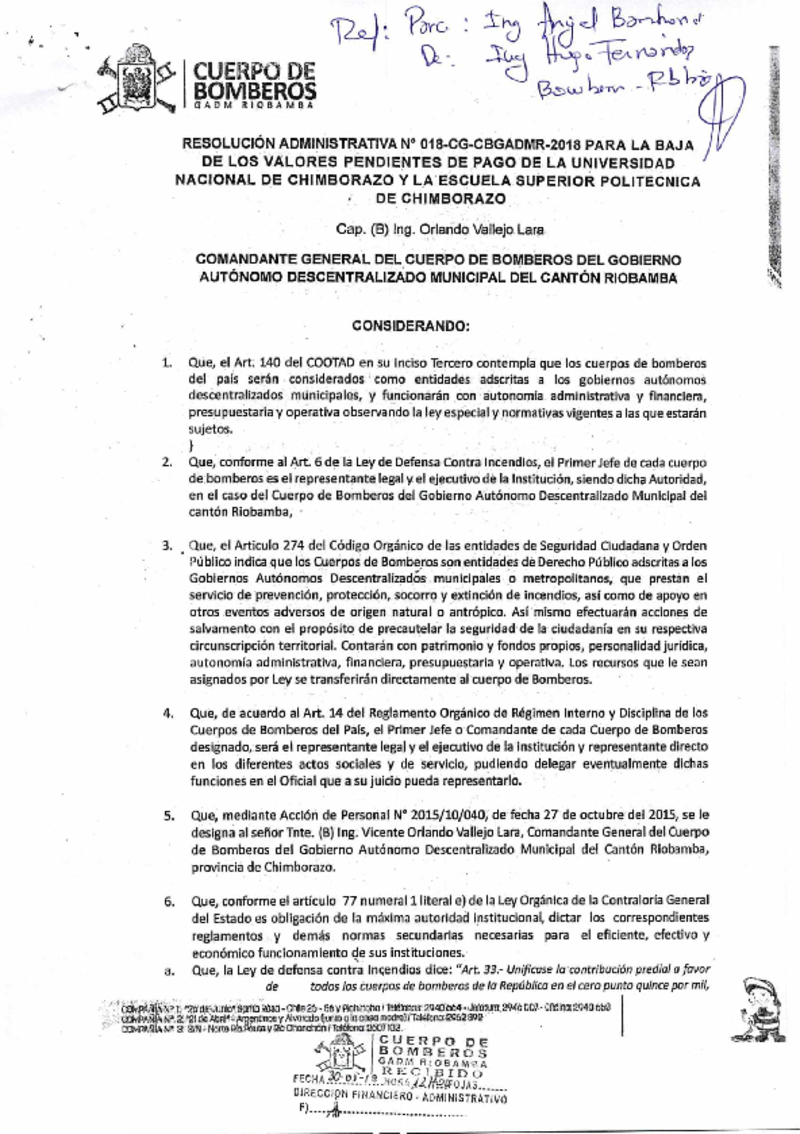 Ref: Para: Ing Angel
De: Ing Hugo Fernández
CUERPO DE
BOMBEROS
GADM RIOBAMBA
RESOLUCIÓN ADMINISTRATIVA N° 018-CG-CBGADMR-2018 PARA LA BAJA
DE LOS VALORES PENDIENTES DE PAGO DE LA UNIVERSIDAD
NACIONAL DE CHIMBORAZO Y LA ESCUELA SUPERIOR POLITECNICA
DE CHIMBORAZO
Cap. (B) Ing. Orlando Vallejo Lara
COMANDANTE GENERAL DEL CUERPO DE BOMBEROS DEL GOBIERNO
AUTÓNOMO DESCENTRALIZADO MUNICIPAL DEL CANTÓN RIOBAMBA
CONSIDERANDO:
1. Que, el Art. 140 del COOTAD en su Inciso Tercero contempla que los cuerpos de bomberos
del país serán considerados como entidades adscritas a los gobiernos autónomos
descentralizados municipales, y funcionarán con autonomía administrativa y financiera,
presupuestaria y operativa observando la ley especial y normativas vigentes a las que estarán
sujetos.
}
2. Que, conforme al Art. 6 de la Ley de Defensa Contra Incendios, el Primer Jefe de cada cuerpo
de bomberos es el representante legal y el ejecutivo de la Institución, siendo dicha Autoridad,
en el caso del Cuerpo de Bomberos del Gobierno Autónomo Descentralizado Municipal del
cantón Riobamba,
3. Que, el Articulo 274 del Código Orgánico de las entidades de Seguridad Ciudadana y Orden
Público indica que los Cuerpos de Bomberos son entidades de Derecho Público adscritas a los
Gobiernos Autónomos Descentralizados municipales o metropolitanos, que prestan el
servicio de prevención, protección, socorro y extinción de incendios, así como de apoyo en
otros eventos adversos de origen natural o antrópico. Así mismo efectuarán acciones de
salvamento con el propósito de precautelar la seguridad de la ciudadanía en su respectiva
circunscripción territorial. Contarán con patrimonio y fondos propios, personalidad jurídica,
autonomía administrativa, financiera, presupuestaria y operativa. Los recursos que le sean
asignados por Ley se transferirán directamente al cuerpo de Bomberos.
4. Que, de acuerdo al Art. 14 del Reglamento Orgánico de Régimen Interno y Disciplina de los
Cuerpos de Bomberos del País, el Primer Jefe o Comandante de cada Cuerpo de Bomberos
designado, será el representante legal y el ejecutivo de la institución y representante directo
en los diferentes actos sociales y de servicio, pudiendo delegar eventualmente dichas
funciones en el Oficial que a su juicio pueda representarlo.
5. Que, mediante Acción de Personal N° 2015/10/040, de fecha 27 de octubre del 2015, se le
designa al señor Tnte. (B) Ing. Vicente Orlando Vallejo Lara, Comandante General del Cuerpo
de Bomberos del Gobierno Autónomo Descentralizado Municipal del Cantón Riobamba,
provincia de Chimborazo.
6. Que, conforme el artículo 77 numeral 1 literal e) de la Ley Orgánica de la Contraloría General
del Estado es obligación de la máxima autoridad institucional, dictar los correspondientes
reglamentos y demás normas secundarias necesarias para el eficiente, efectivo y
económico funcionamiento de sus instituciones.
a. Que, la Ley de defensa contra Incendios dice: "Art. 33.- Unifícase la contribución predial a favor
de todos los cuerpos de bomberos de la República en el cero punto quince por mil,
CUERPO DE
BOMBEROS
GADM RIOBAMBA
RECIBIDO
FECHA 30-01-19 HORA FOJAS
DIRECCION FINANCIERO - ADMINISTRATIVO
F)